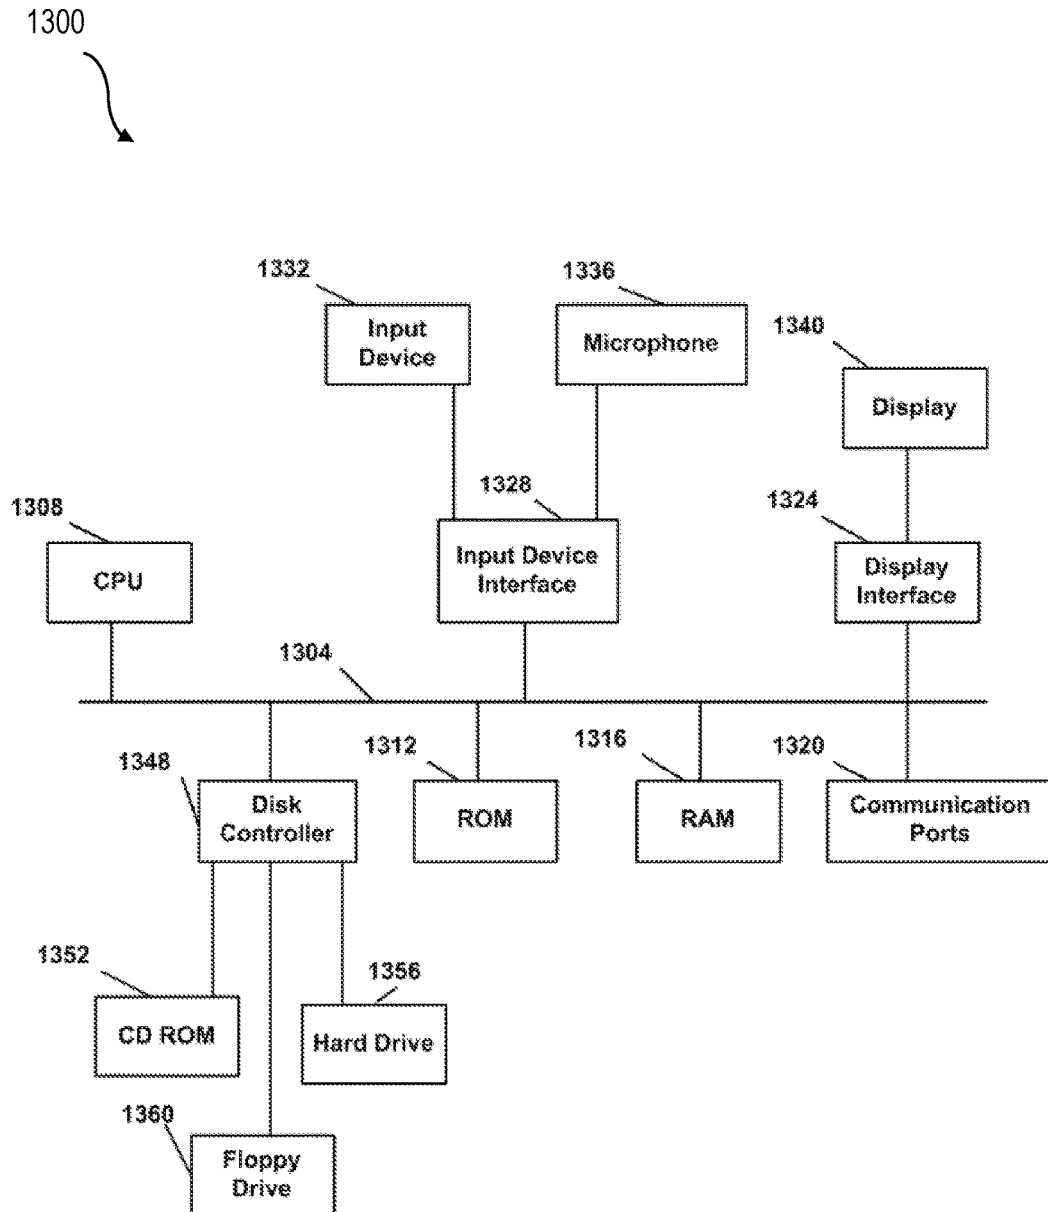 1300
1332
1336
Input
Device
Microphone
1340
Display
1308
CPU
1328
Input Device
Interface
1324
Display
Interface
1304
1348
Disk
Controller
1312
ROM
1316
RAM
1320
Communication
Ports
1352
CD ROM
1356
Hard Drive
1360
Floppy
Drive